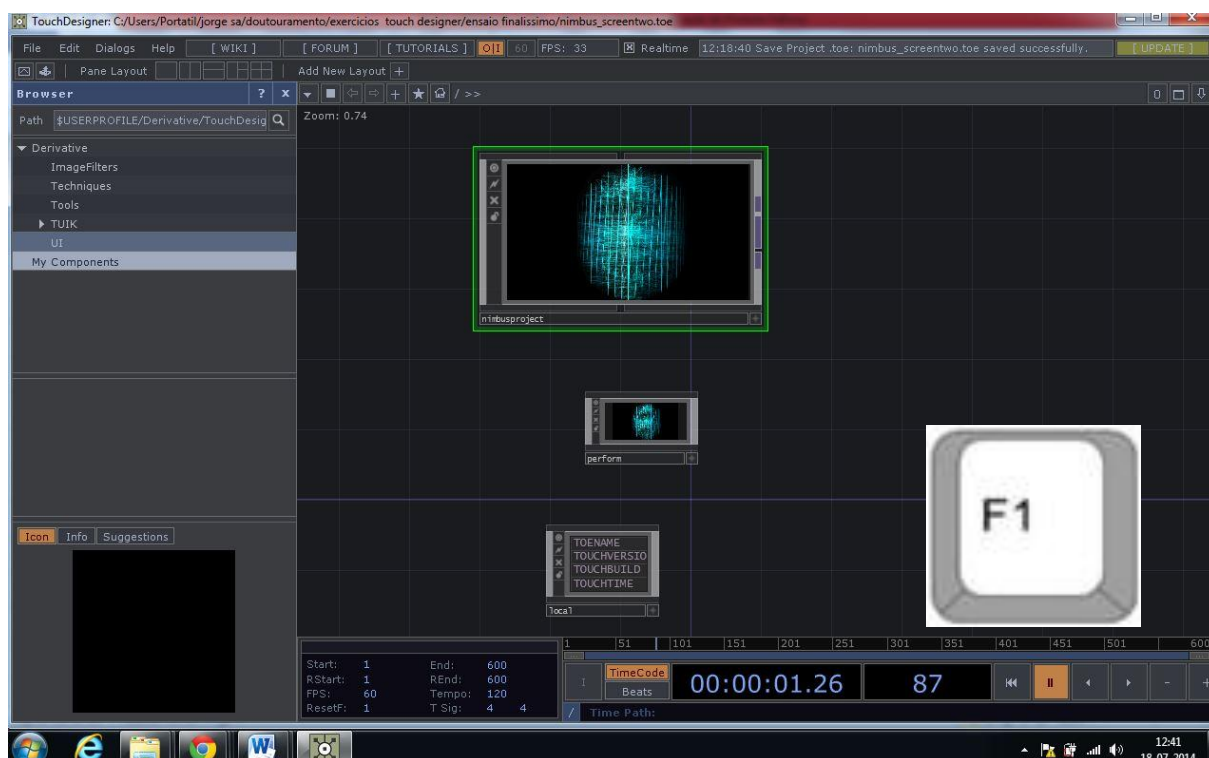 TouchDesigner: C:/Users/Portatil/jorge sa/doutouramento/exercicios touch designer/ensaio finalissimo/nimbus_screentwo.toe
File Edit Dialogs Help [ WIKI ] [ FORUM ] [ TUTORIALS ] O|I 60 FPS: 33 Realtime 12:18:40 Save Project .toe: nimbus_screentwo.toe saved successfully. [ UPDATE ]
Pane Layout Add New Layout +
Browser ? x / >> 0
Path $USERPROFILE/Derivative/TouchDesig
Zoom: 0.74
Derivative
ImageFilters
Techniques
Tools
TUIK
UI
My Components
nimbusproject
perform
F1
Icon Info Suggestions
TOENAME
TOUCHVERSIO
TOUCHBUILD
TOUCHTIME
local
1 51 101 151 201 251 301 351 401 451 501 600
Start: 1 End: 600
RStart: 1 REnd: 600
FPS: 60 Tempo: 120
ResetF: 1 T Sig: 4 4
TimeCode
Beats
00:00:01.26 87
/ Time Path:
12:41
18-07-2014